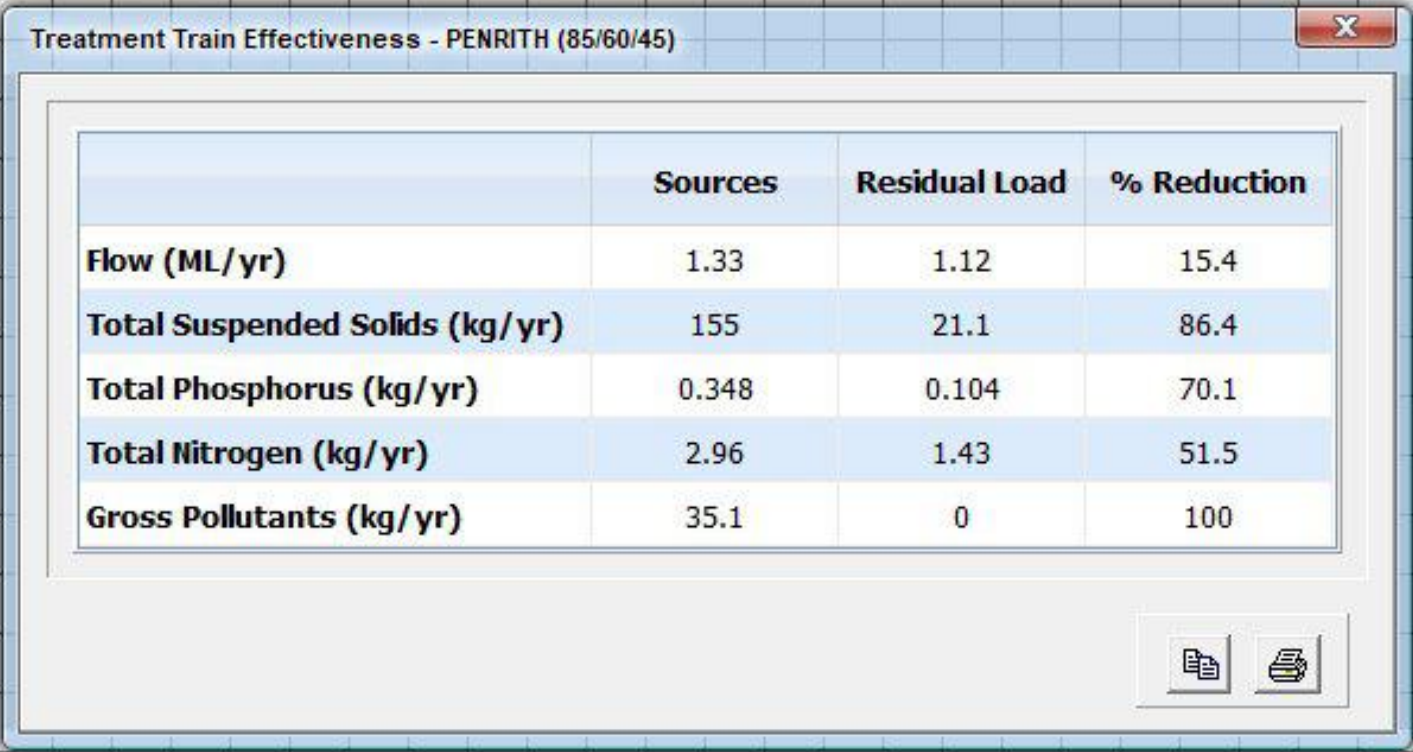 Treatment Train Effectiveness - PENRITH (85/60/45)
Sources Residual Load % Reduction
Flow (ML/yr) 1.33 1.12 15.4
Total Suspended Solids (kg/yr) 155 21.1 86.4
Total Phosphorus (kg/yr) 0.348 0.104 70.1
Total Nitrogen (kg/yr) 2.96 1.43 51.5
Gross Pollutants (kg/yr) 35.1 0 100